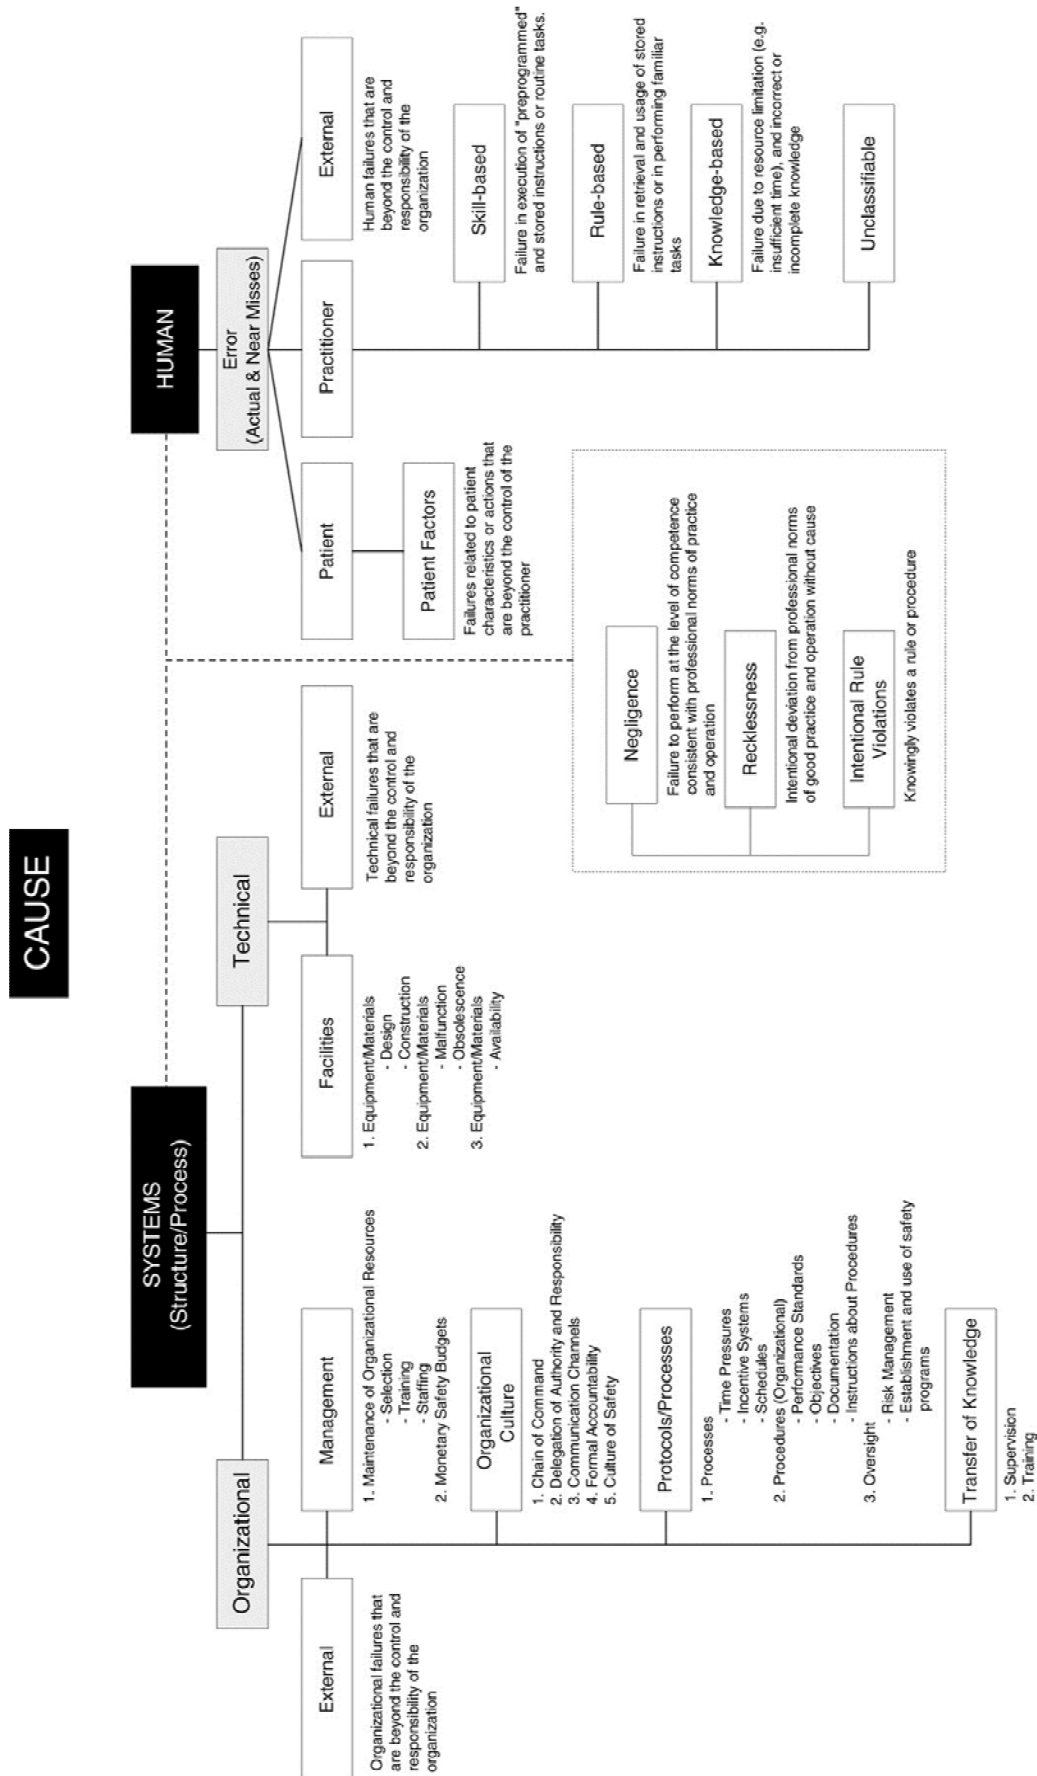 CAUSE
SYSTEMS
(Structure/Process)
Organizational
External
Organizational failures that
are beyond the control and
responsibility of the
organization
Management
1. Maintenance of Organizational Resources
- Selection
- Training
- Staffing
2. Monetary Safety Budgets
Organizational
Culture
1. Chain of Command
2. Delegation of Authority and Responsibility
3. Communication Channels
4. Formal Accountability
5. Culture of Safety
Protocols/Processes
1. Processes
- Time Pressures
- Incentive Systems
- Schedules
2. Procedures (Organizational)
- Performance Standards
- Objectives
- Documentation
- Instructions about Procedures
3. Oversight
- Risk Management
- Establishment and use of safety
programs
Transfer of Knowledge
1. Supervision
2. Training
Technical
Facilities
1. Equipment/Materials
- Design
- Construction
2. Equipment/Materials
- Malfunction
- Obsolescence
3. Equipment/Materials
- Availability
External
Technical failures that are
beyond the control and
responsibility of the
organization
HUMAN
Error
(Actual & Near Misses)
Patient
Patient Factors
Failures related to patient
characteristics or actions that
are beyond the control of the
practitioner
Practitioner
Skill-based
Failure in execution of "preprogrammed"
and stored instructions or routine tasks.
Rule-based
Failure in retrieval and usage of stored
instructions or in performing familiar
tasks
Knowledge-based
Failure due to resource limitation (e.g.
insufficient time), and incorrect or
incomplete knowledge
Unclassifiable
External
Human failures that are
beyond the control and
responsibility of the
organization
Negligence
Failure to perform at the level of competence
consistent with professional norms of practice
and operation
Recklessness
Intentional deviation from professional norms
of good practice and operation without cause
Intentional Rule
Violations
Knowingly violates a rule or procedure